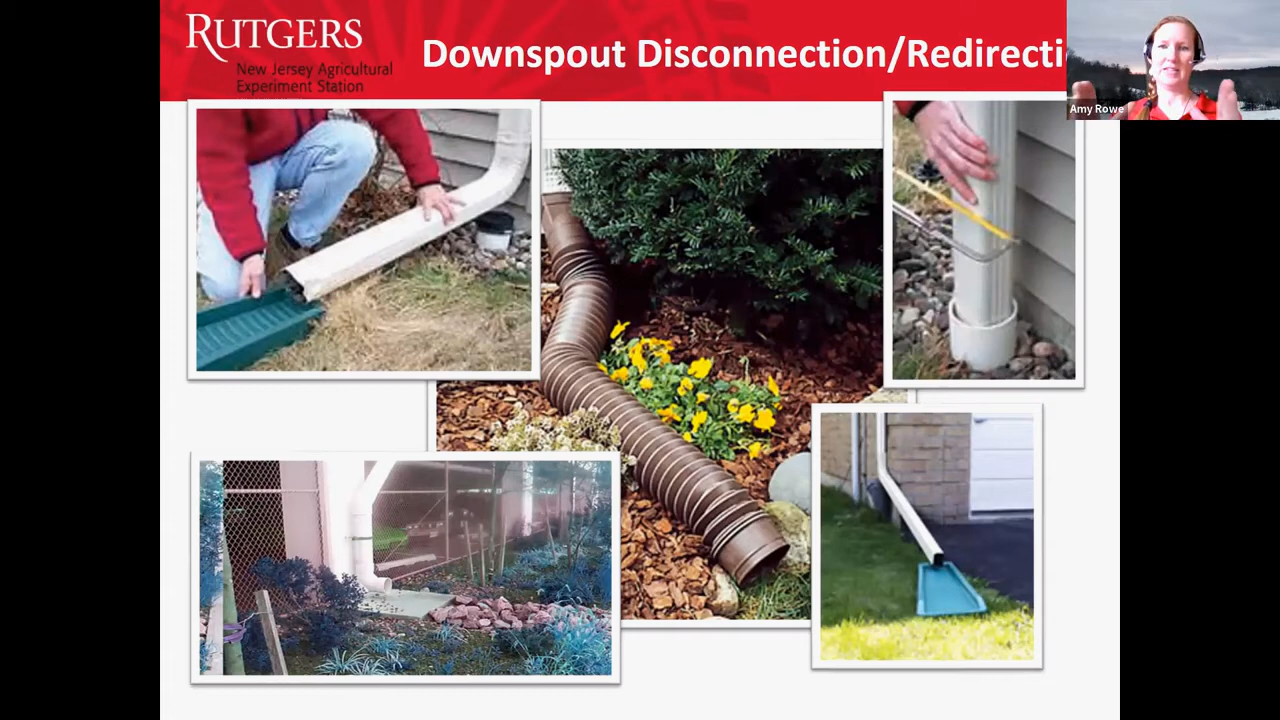 RUTGERS
New Jersey Agricultural
Experiment Station
Downspout Disconnection/Redirecti
Amy Rowe